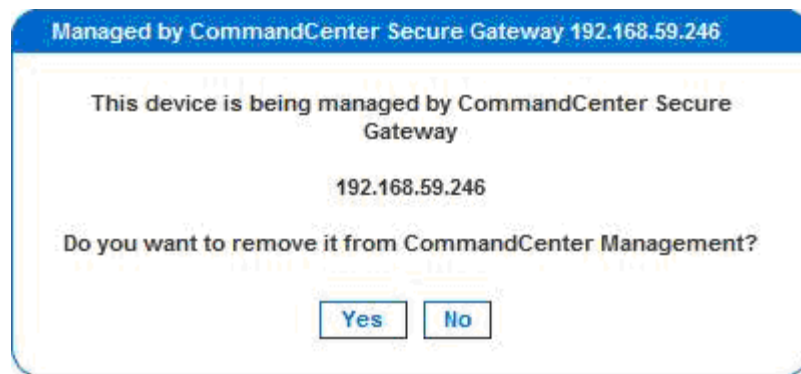 Managed by CommandCenter Secure Gateway 192.168.59.246
This device is being managed by CommandCenter Secure
Gateway
192.168.59.246
Do you want to remove it from CommandCenter Management?
Yes No